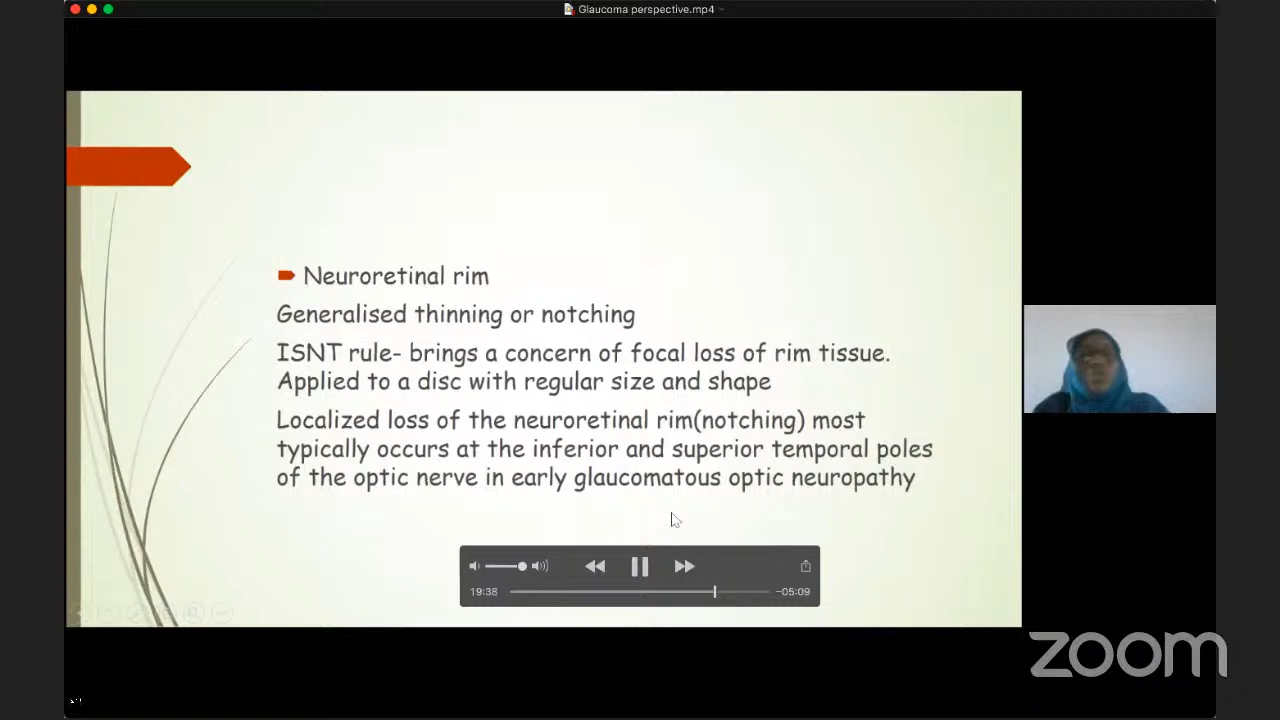 Glaucoma perspective.mp4
Neuroretinal rim
Generalised thinning or notching
ISNT rule- brings a concern of focal loss of rim tissue.
Applied to a disc with regular size and shape
Localized loss of the neuroretinal rim(notching) most
typically occurs at the inferior and superior temporal poles
of the optic nerve in early glaucomatous optic neuropathy
19:38
-05:09
zoom